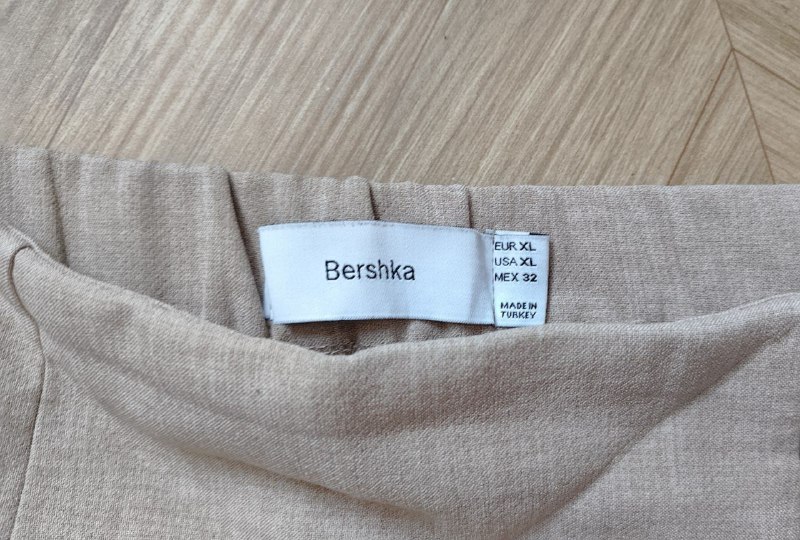 Bershka
EUR XL
USA XL
MEX 32
MADE IN
TURKEY